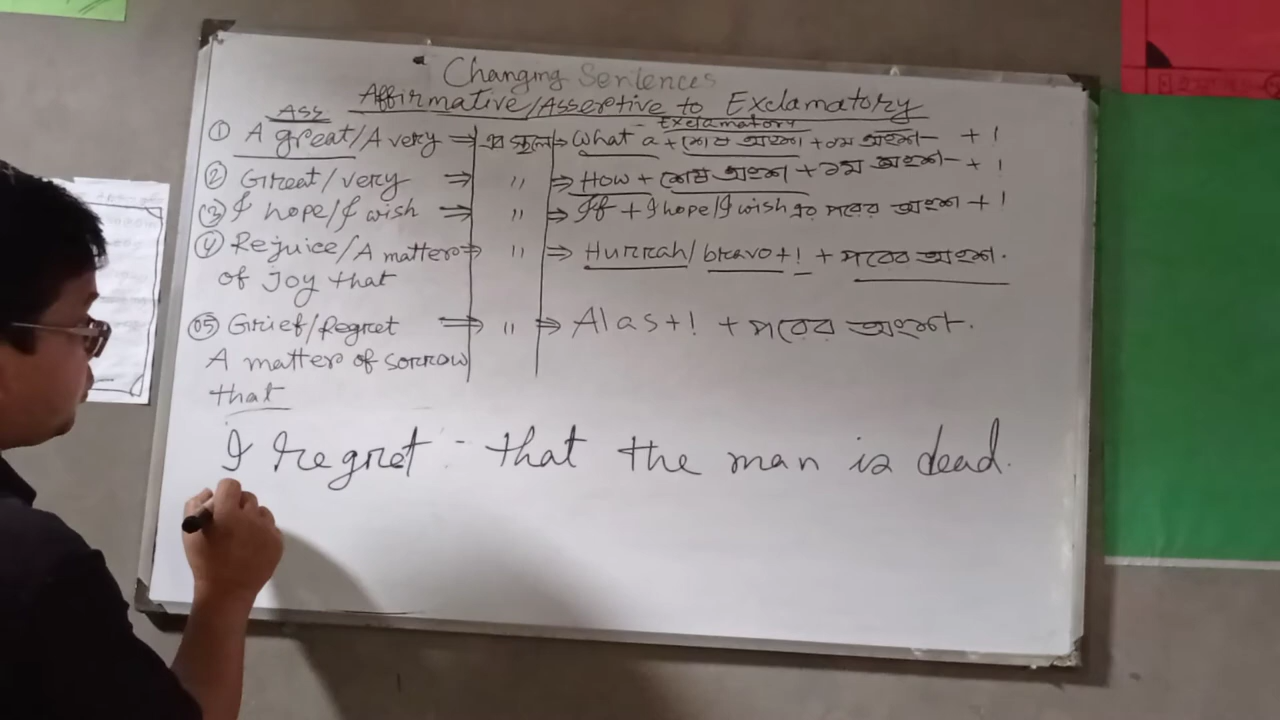 Changing Sentences
Affirmative/Assertive to Exclamatory
Ass
Exclamatory
① A great/A very ⇒ এর স্থলে ⇒ What a + শেষ অংশ + ১ম অংশ + !
② Great/very ⇒ " ⇒ How + শেষ অংশ + ১ম অংশ + !
(3) I hope/I wish ⇒ " ⇒ If + I hope/I wish এর পরের অংশ + !
④ Rejuice/A matter ⇒ " ⇒ Hurrah/bravo + ! + পরের অংশ.
of joy that
05 Grief/Regret ⇒ " ⇒ Alas + ! + পরের অংশ.
A matter of sorrow
that
I regret that the man is dead.